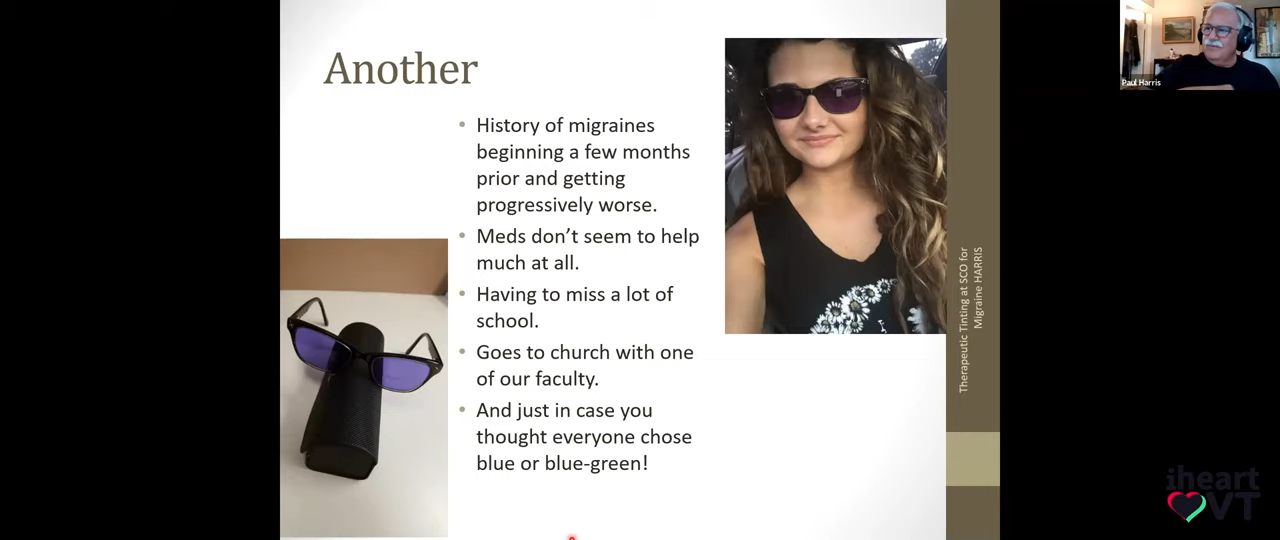 Another
History of migraines
beginning a few months
prior and getting
progressively worse.
Meds don’t seem to help
much at all.
Having to miss a lot of
school.
Goes to church with one
of our faculty.
And just in case you
thought everyone chose
blue or blue-green!
Therapeutic Tinting at SCO for
Migraine HARRIS
Paul Harris
iheart
VT